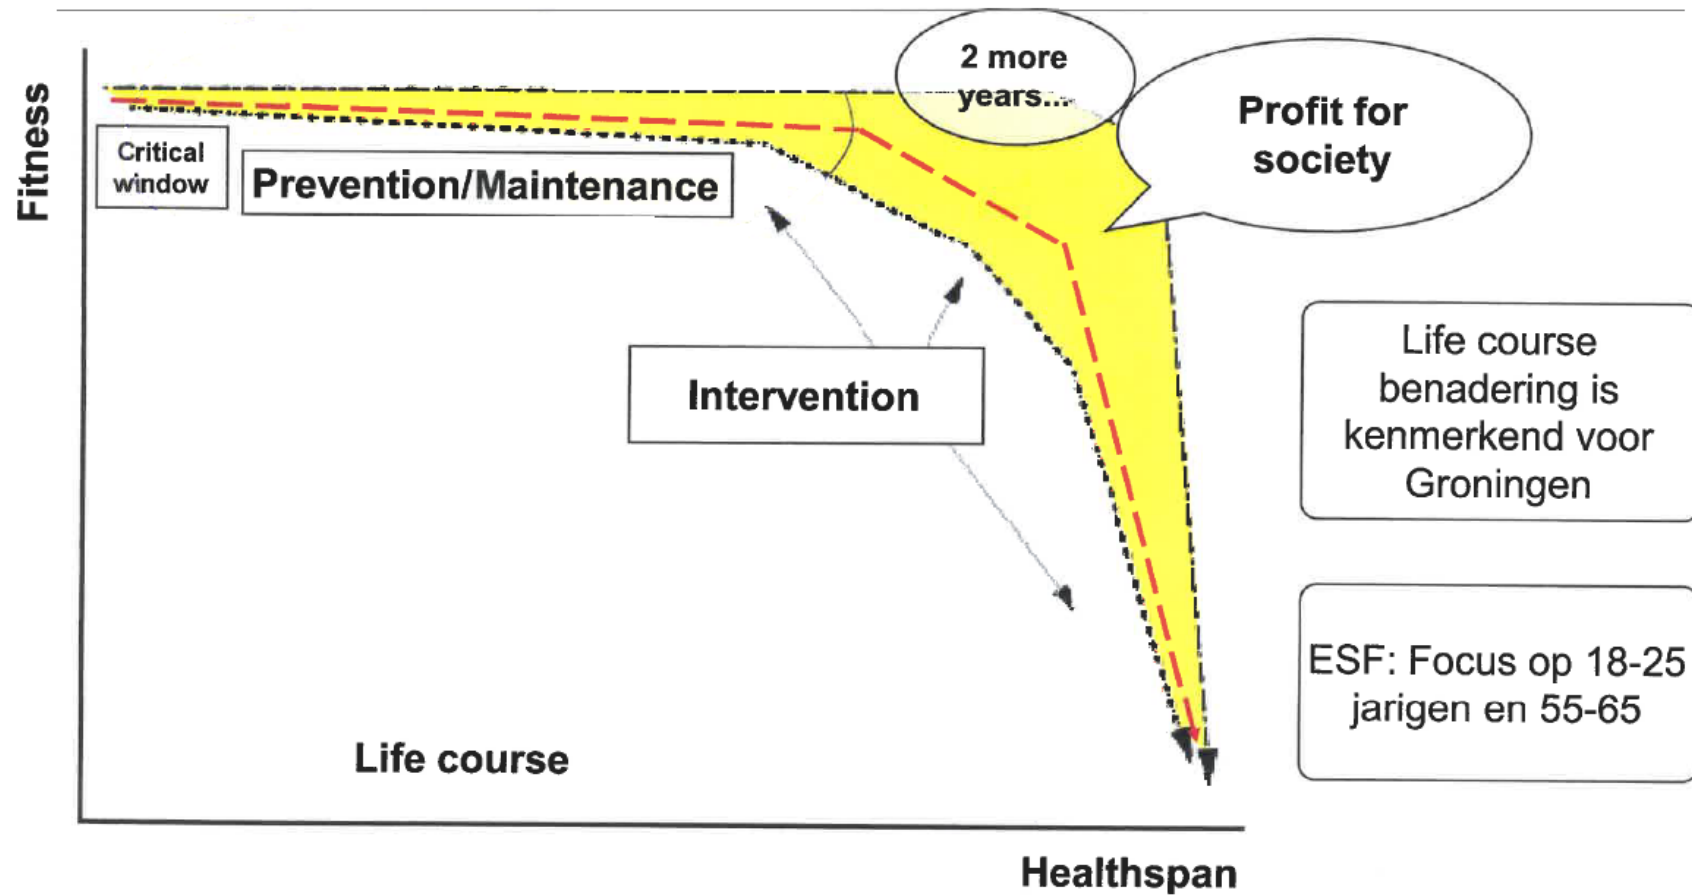 Fitness
2 more
years...
Profit for
society
Critical
window
Prevention/Maintenance
Intervention
Life course
benadering is
kenmerkend voor
Groningen
ESF: Focus op 18-25
jarigen en 55-65
Life course
Healthspan